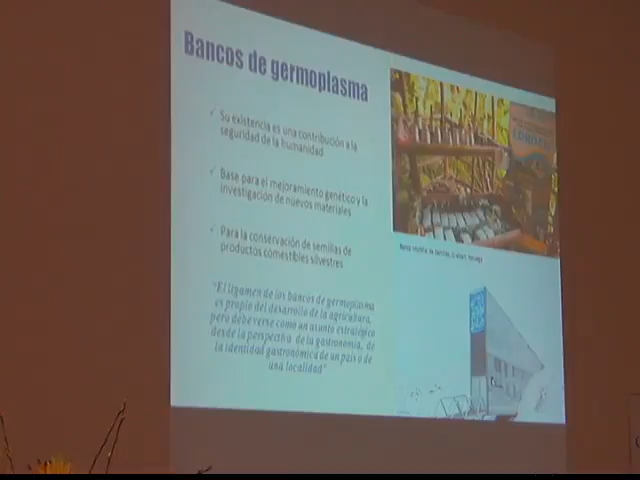 Bancos de germoplasma
✓ Su existencia es una contribución a la
seguridad de la humanidad
✓ Base para el mejoramiento genético y la
investigación de nuevos materiales
✓ Para la conservación de semillas de
productos comestibles silvestres
"El ligamen de los bancos de germoplasma
es propio del desarrollo de la agricultura,
pero debe verse como un asunto estratégico
desde la perspectiva de la gastronomía, de
la identidad gastronómica de un país o de
una localidad"